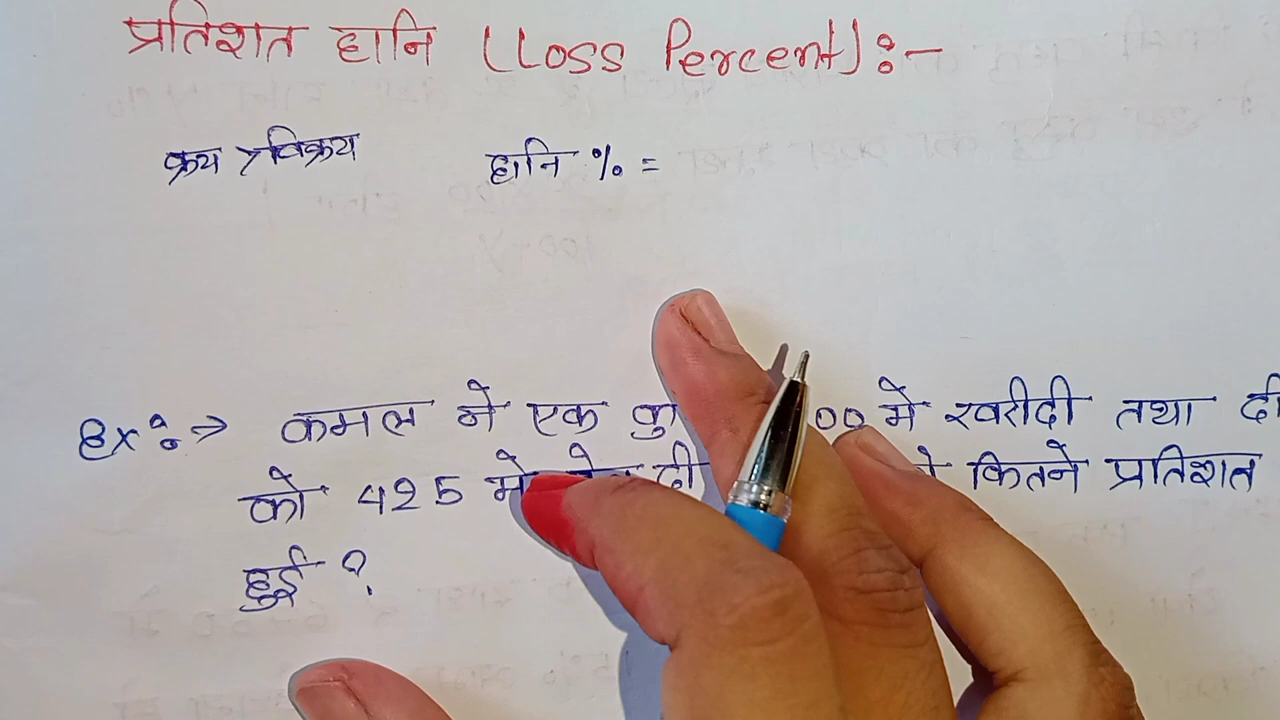 प्रतिशत हानि (Loss Percent):-
क्रय > विक्रय हानि % =
Ex:⇒ कमल ने एक 00 मे खरीदी तथा दी
को 425 में दी कितने प्रतिशत
हुई ?